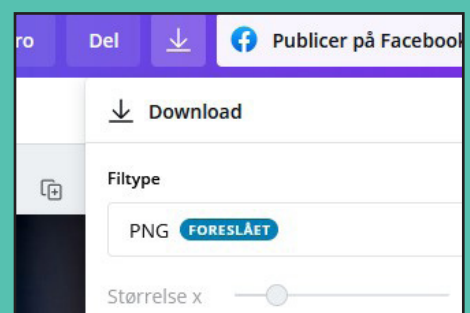 ro Del Publicer på Facebook
Download
Filtype
PNG FORESLÅET
Størrelse x